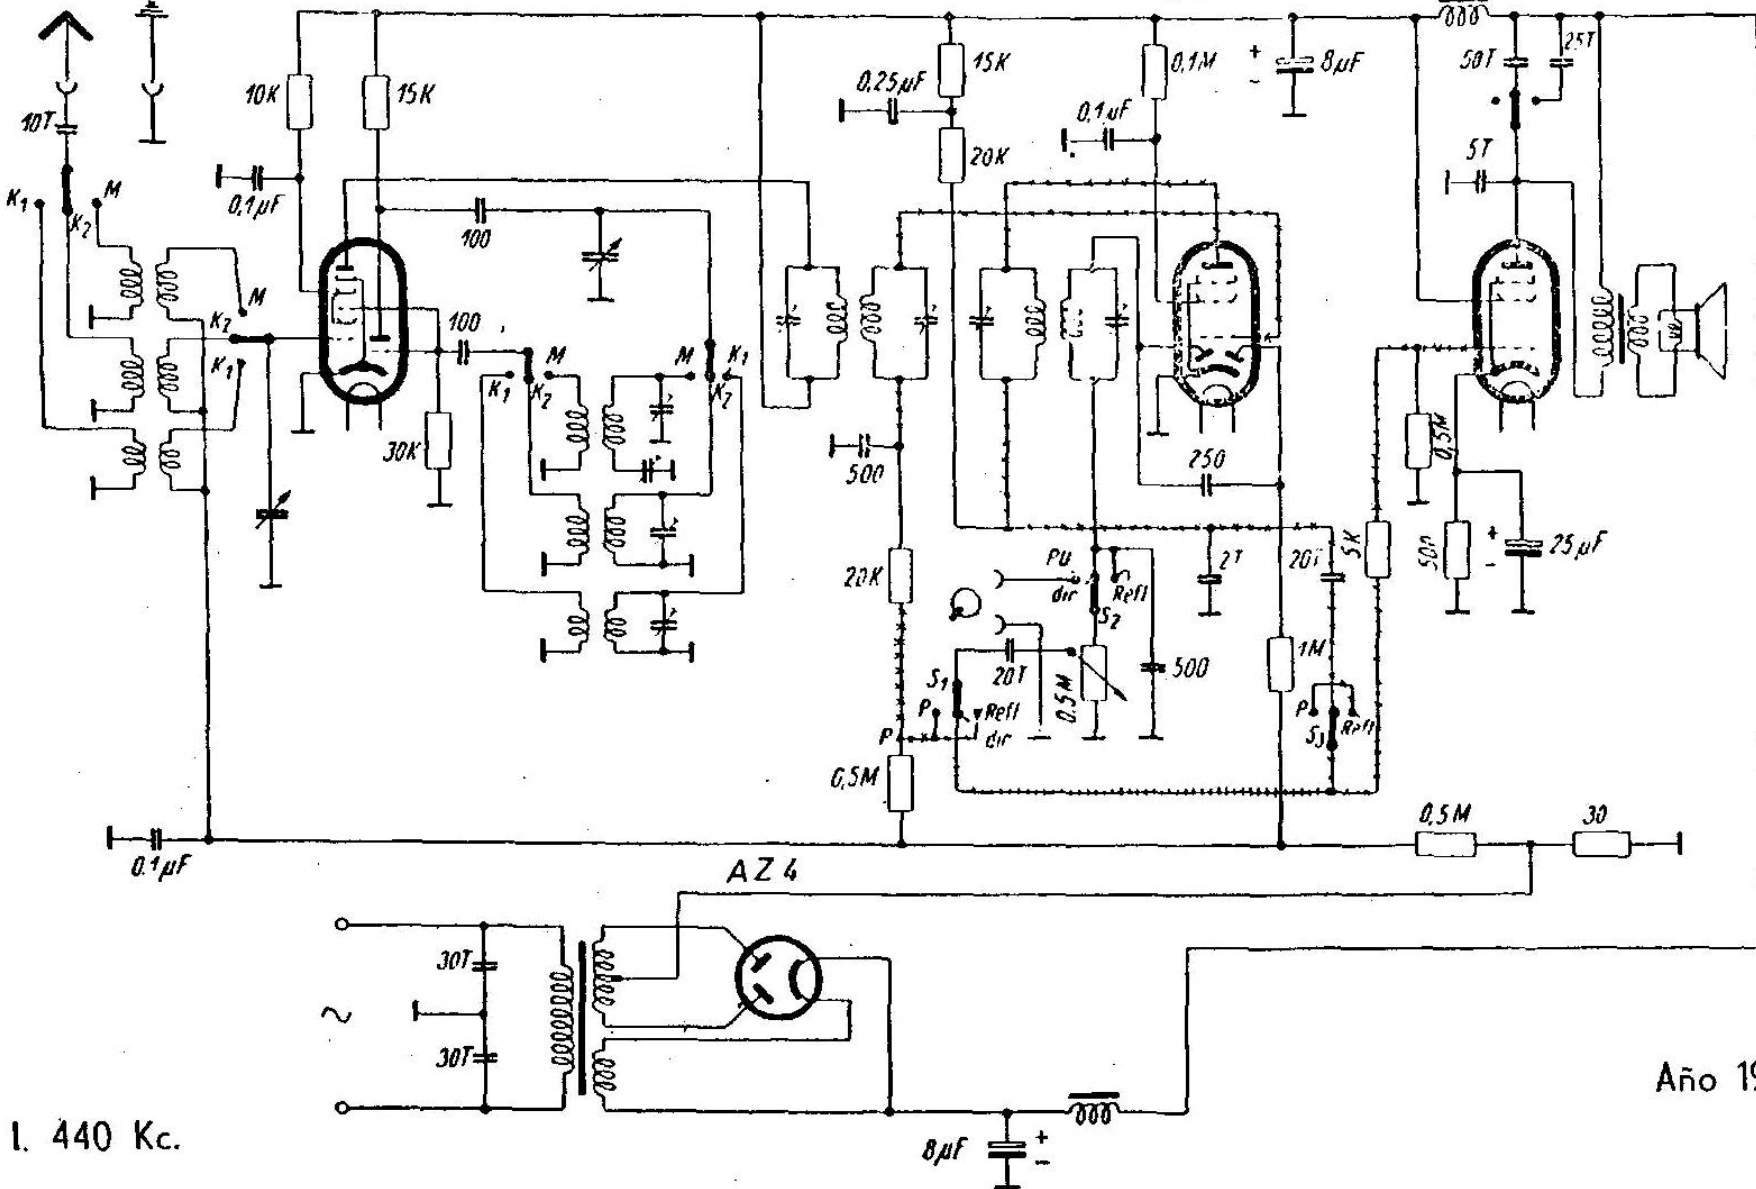 10K
15K
10T
0.1µF
K1
K2
M
100
M
K2
K1
100
30K
K1
K2
M
M
K1
K2
0,25µF
15K
20K
0.1µF
0,1M
+
-
8µF
50T
25T
5T
500
250
0,5M
500
+
-
25µF
5K
20K
PU
dir
Refl
S2
2T
20T
20T
0.5M
500
1M
S1
P
Refl
dir
P
P
Refl
S3
0,5M
0.1µF
0,5M
30
AZ4
30T
30T
~
8µF
+
-
Año 19
I. 440 Kc.